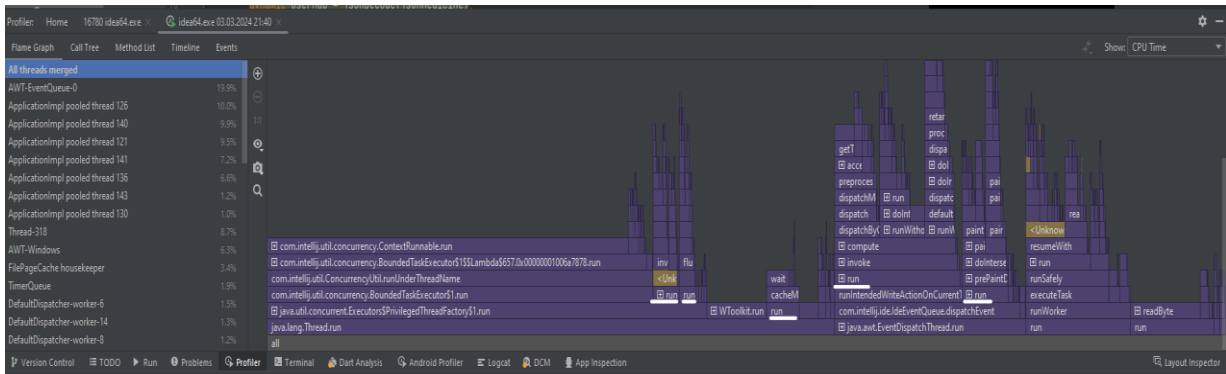 Profiler: Home 16780 idea64.exe × idea64.exe 03.03.2024 21:40 ×
Flame Graph Call Tree Method List Timeline Events Show: CPU Time
All threads merged
AWT-EventQueue-0 19.9%
ApplicationImpl pooled thread 126 10.0%
ApplicationImpl pooled thread 140 9.9%
ApplicationImpl pooled thread 121 9.5%
ApplicationImpl pooled thread 141 7.2%
ApplicationImpl pooled thread 136 6.6%
ApplicationImpl pooled thread 143 1.2%
ApplicationImpl pooled thread 130 1.0%
Thread-318 8.7%
AWT-Windows 6.3%
FilePageCache housekeeper 3.4%
TimerQueue 1.9%
DefaultDispatcher-worker-6 1.5%
DefaultDispatcher-worker-14 1.3%
DefaultDispatcher-worker-8 1.2%
1:1
retar
proc
getT dispa
acce dol
preproces doIr pai
dispatchM run dispatc pai
dispatch doInt default rea
dispatchBy( runWitho runW paint pair <Unknow
com.intellij.util.concurrency.ContextRunnable.run compute pai resumeWith
com.intellij.util.concurrency.BoundedTaskExecutor$1$$Lambda$657.0x00000001006a7878.run inv flu invoke doInterse run
com.intellij.util.ConcurrencyUtil.runUnderThreadName <Unk wait run prePaintD runSafely
com.intellij.util.concurrency.BoundedTaskExecutor$1.run run run cacheM runIntendedWriteActionOnCurrentT run executeTask
java.util.concurrent.Executors$PrivilegedThreadFactory$1.run WToolkit.run run com.intellij.ide.IdeEventQueue.dispatchEvent runWorker readByte
java.lang.Thread.run java.awt.EventDispatchThread.run run run
all
Version Control TODO Run Problems Profiler Terminal Dart Analysis Android Profiler Logcat DCM App Inspection Layout Inspector